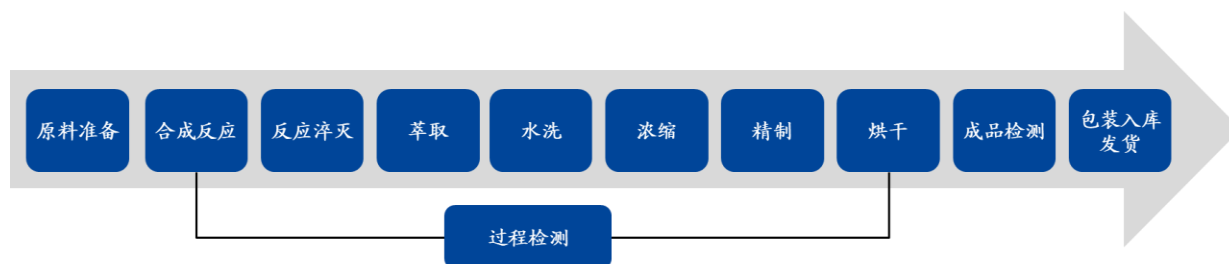 原料准备
合成反应
反应淬灭
萃取
水洗
浓缩
精制
烘干
成品检测
包装入库
发货
过程检测